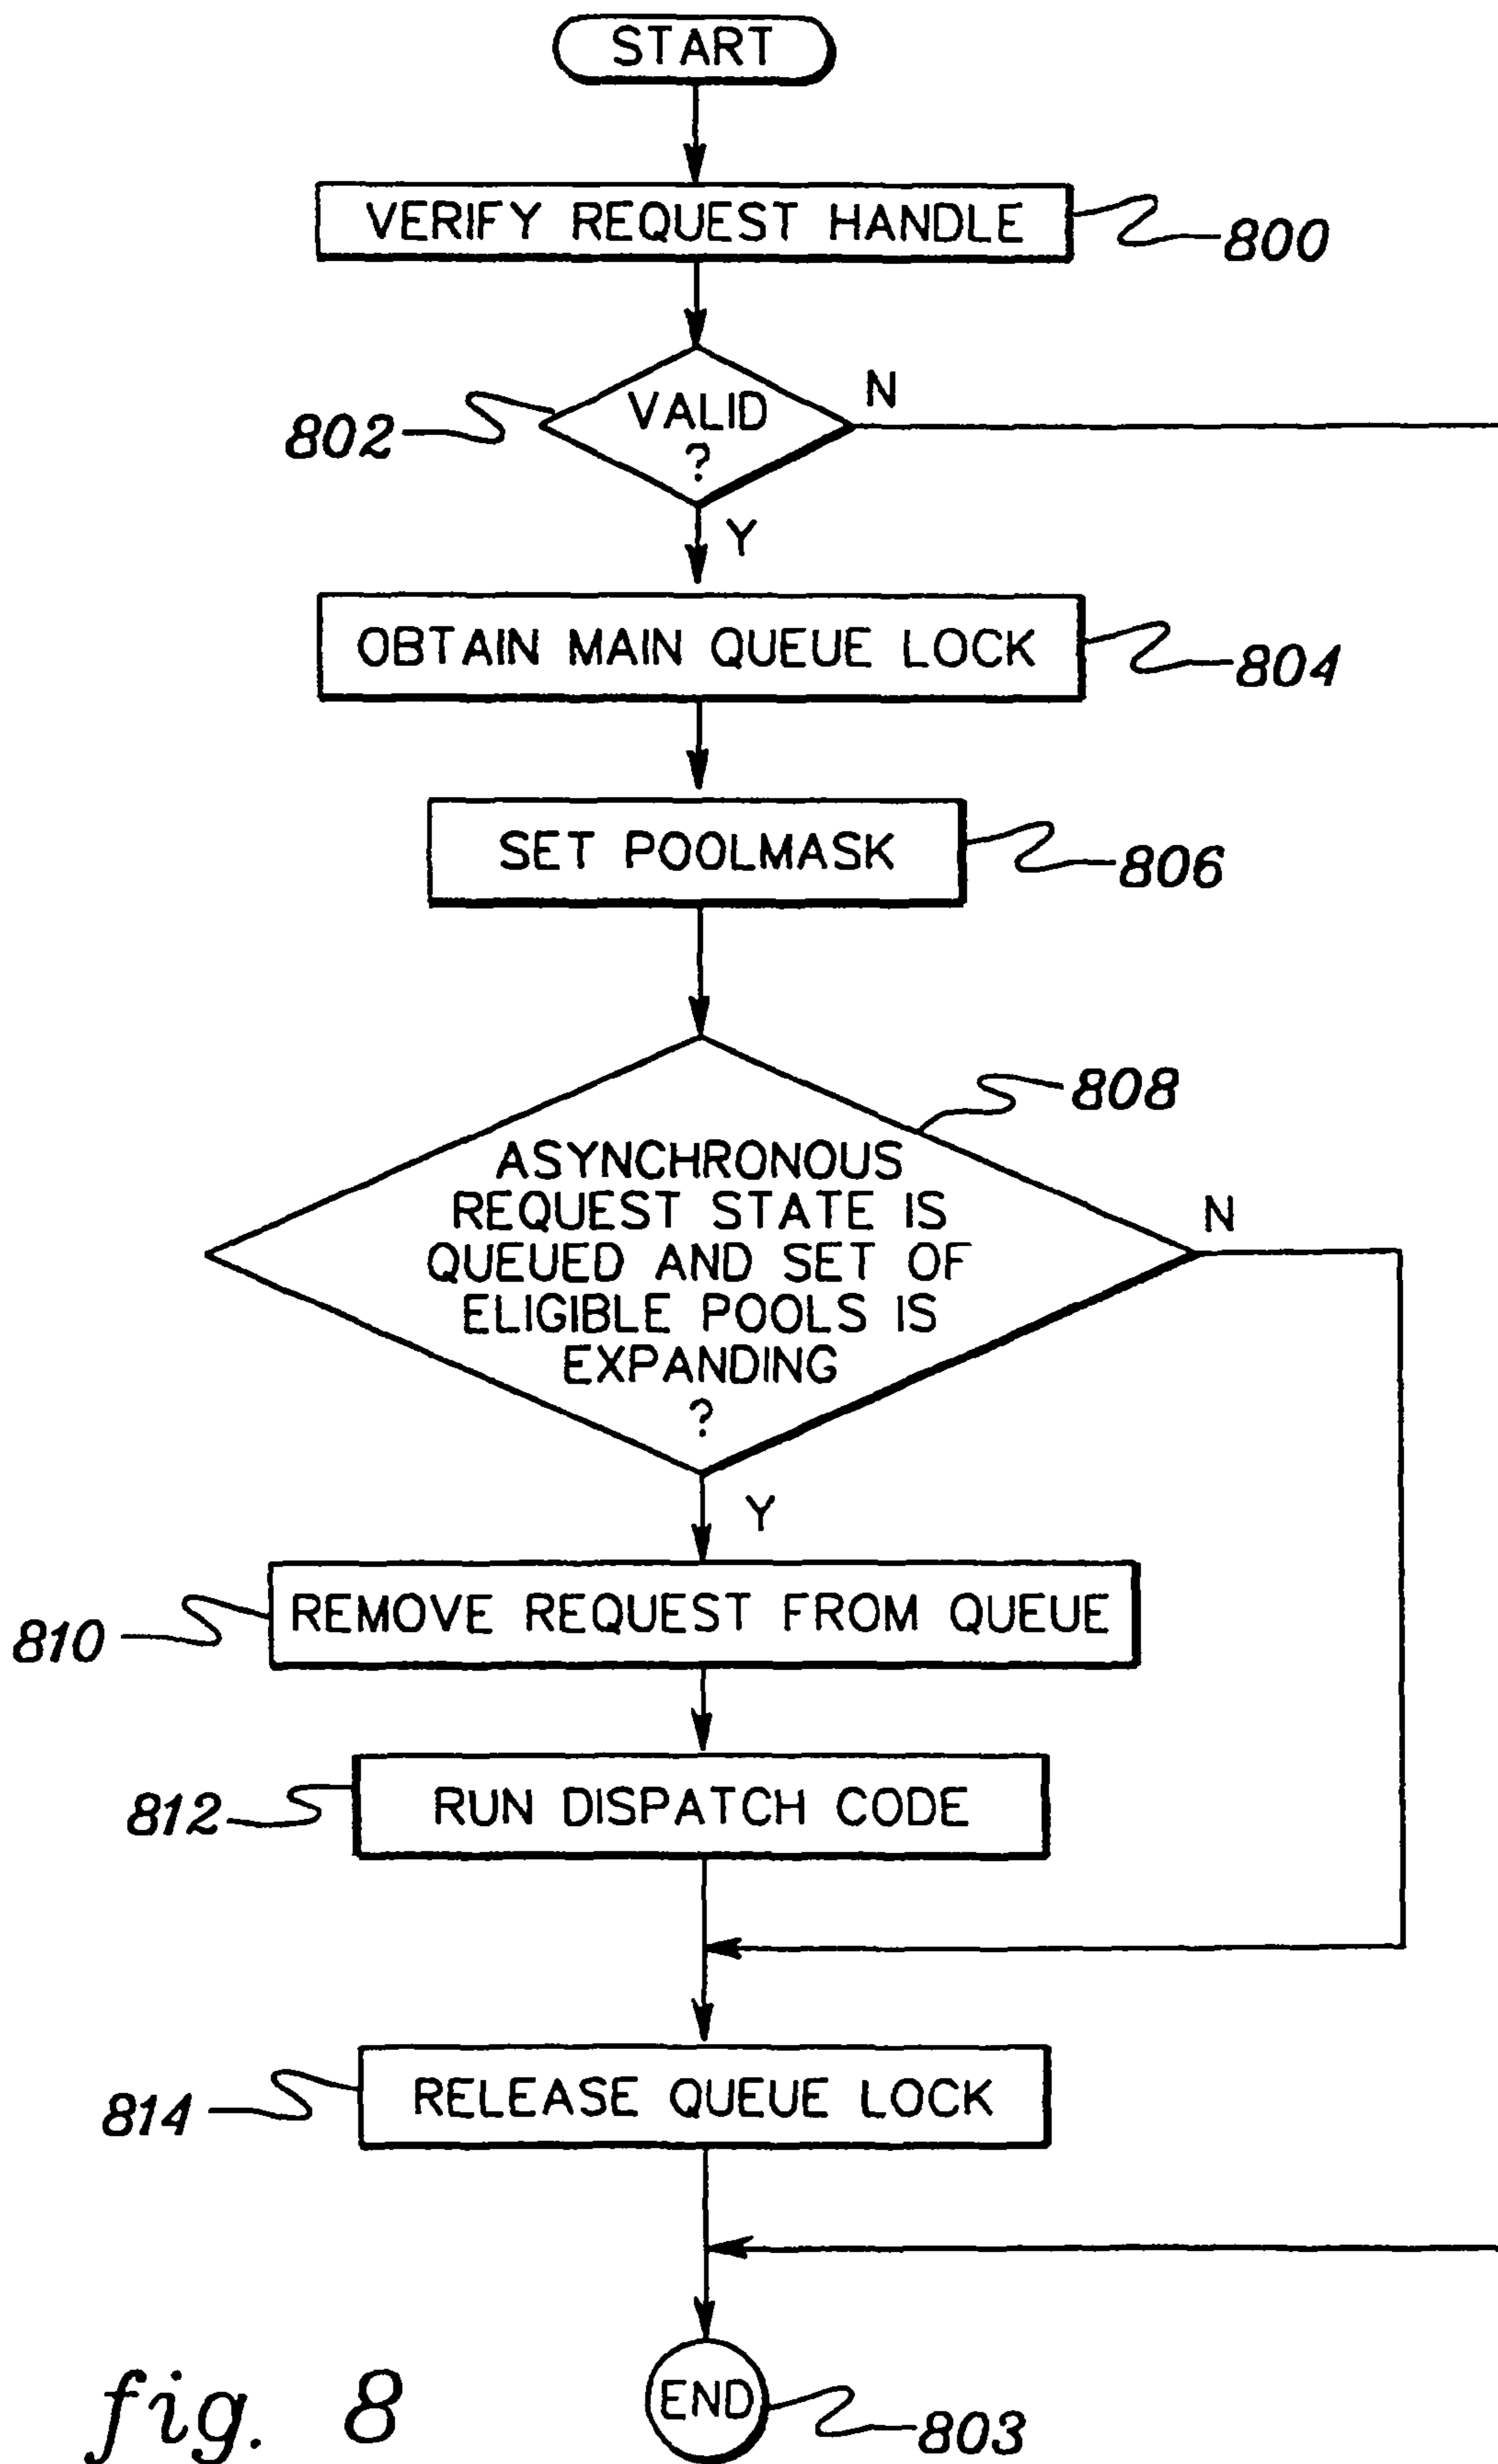 START
VERIFY REQUEST HANDLE
800
VALID
?
N
802
Y
OBTAIN MAIN QUEUE LOCK
804
SET POOLMASK
806
808
ASYNCHRONOUS
REQUEST STATE IS
QUEUED AND SET OF
ELIGIBLE POOLS IS
EXPANDING
?
N
Y
REMOVE REQUEST FROM QUEUE
810
RUN DISPATCH CODE
812
RELEASE QUEUE LOCK
814
END
803
fig. 8